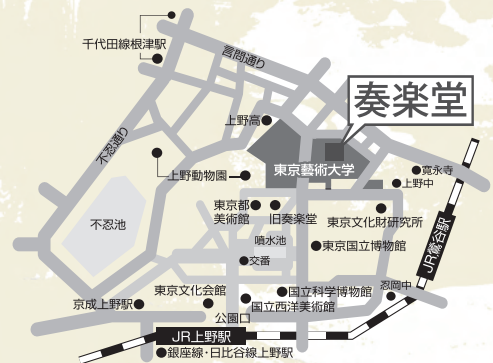 千代田線根津駅
言問通り
不忍通り
奏楽堂
上野高
東京藝術大学
上野動物園
寛永寺
上野中
東京都
美術館
旧奏楽堂
東京文化財研究所
不忍池
噴水池
東京国立博物館
交番
JR鶯谷駅
忍岡中
京成上野駅
東京文化会館
国立科学博物館
国立西洋美術館
公園口
JR上野駅
銀座線・日比谷線上野駅